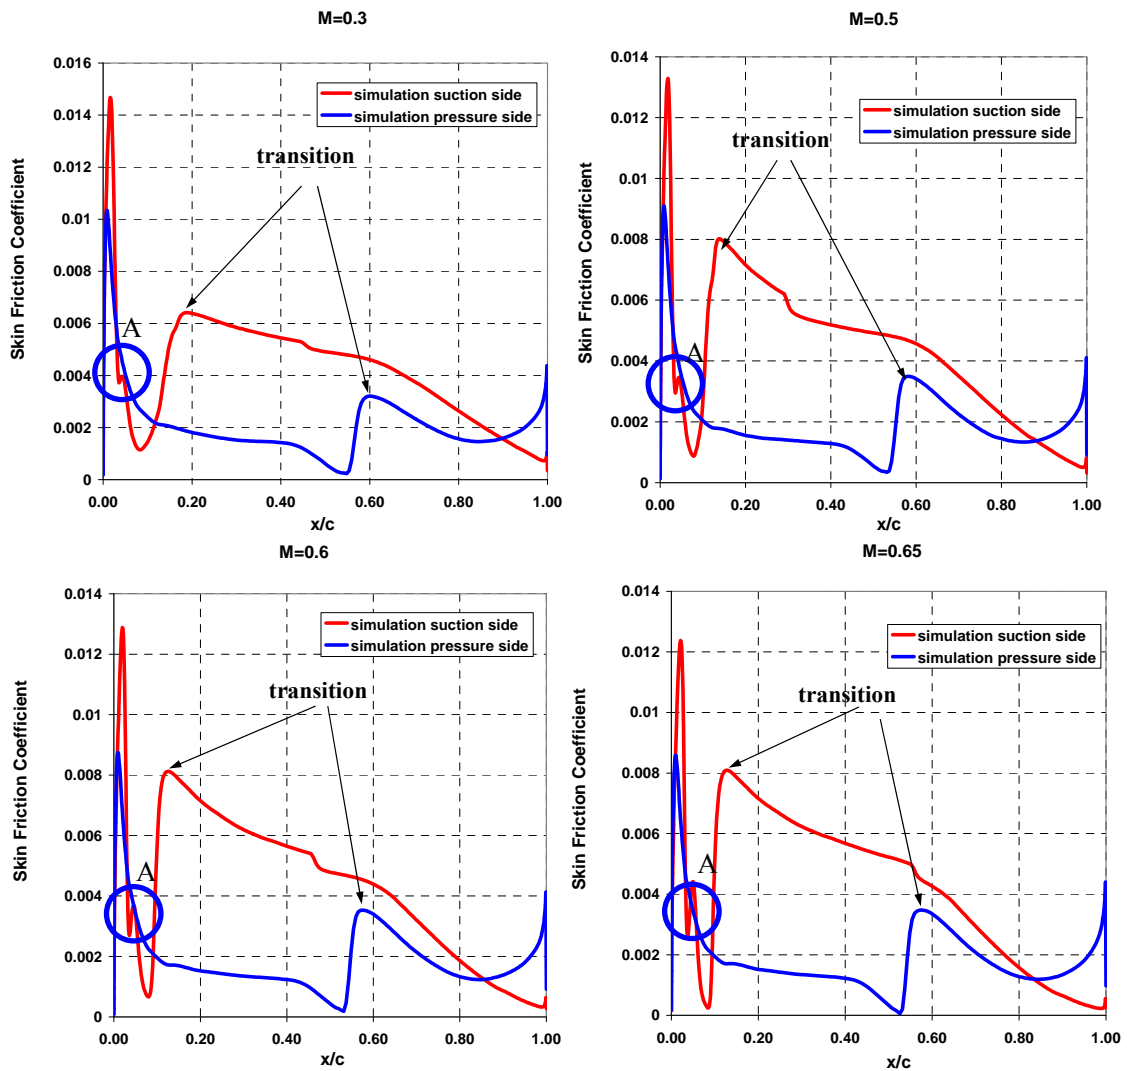 M=0.3
0.016
0.014
0.012
0.01
0.008
0.006
0.004
0.002
0
Skin Friction Coefficient
simulation suction side
simulation pressure side
transition
A
0.00 0.20 0.40 0.60 0.80 1.00
x/c
M=0.5
0.014
0.012
0.01
0.008
0.006
0.004
0.002
0
Skin Friction Coefficient
simulation suction side
simulation pressure side
transition
A
0.00 0.20 0.40 0.60 0.80 1.00
x/c
M=0.6
0.014
0.012
0.01
0.008
0.006
0.004
0.002
0
Skin Friction Coefficient
simulation suction side
simulation pressure side
transition
A
0.00 0.20 0.40 0.60 0.80 1.00
x/c
M=0.65
0.014
0.012
0.01
0.008
0.006
0.004
0.002
0
Skin Friction Coefficient
simulation suction side
simulation pressure side
transition
A
0.00 0.20 0.40 0.60 0.80 1.00
x/c